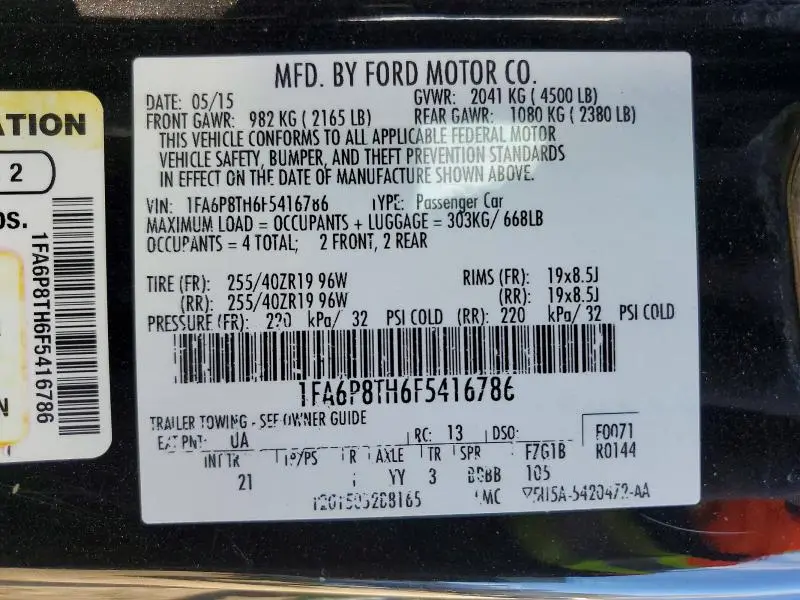 ATION
2
OS.
1FA6P8TH6F5416786
N
MFD. BY FORD MOTOR CO.
DATE: 05/15 GVWR: 2041 KG ( 4500 LB)
FRONT GAWR: 982 KG ( 2165 LB) REAR GAWR: 1080 KG ( 2380 LB)
THIS VEHICLE CONFORMS TO ALL APPLICABLE FEDERAL MOTOR
VEHICLE SAFETY, BUMPER, AND THEFT PREVENTION STANDARDS
IN EFFECT ON THE DATE OF MANUFACTURE SHOWN ABOVE.
VIN: 1FA6P8TH6F5416786 TYPE: Passenger Car
MAXIMUM LOAD = OCCUPANTS + LUGGAGE = 303KG/ 668LB
OCCUPANTS = 4 TOTAL; 2 FRONT, 2 REAR
TIRE (FR): 255/40ZR19 96W RIMS (FR): 19x8.5J
(RR): 255/40ZR19 96W (RR): 19x8.5J
PRESSURE (FR): 220 kPa/ 32 PSI COLD (RR): 220 kPa/ 32 PSI COLD
1FA6P8TH6F5416786
TRAILER TOWING - SEE OWNER GUIDE
EXT PNT: UA RC: 13 DSO: F0071
INT TR TP/PS R AXLE TR SPR F7G1B R0144
21 YY 3 BBBB 105